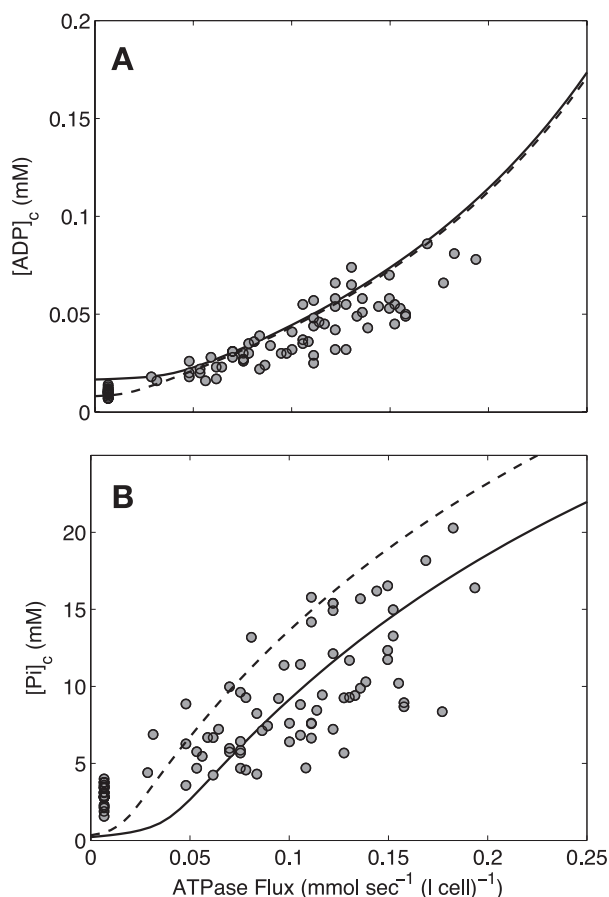 0.2
A
0.15
[ADP]c (mM)
0.1
0.05
0
B
20
15
[Pi]c (mM)
10
5
0
0 0.05 0.1 0.15 0.2 0.25
ATPase Flux (mmol sec⁻¹ (l cell)⁻¹)